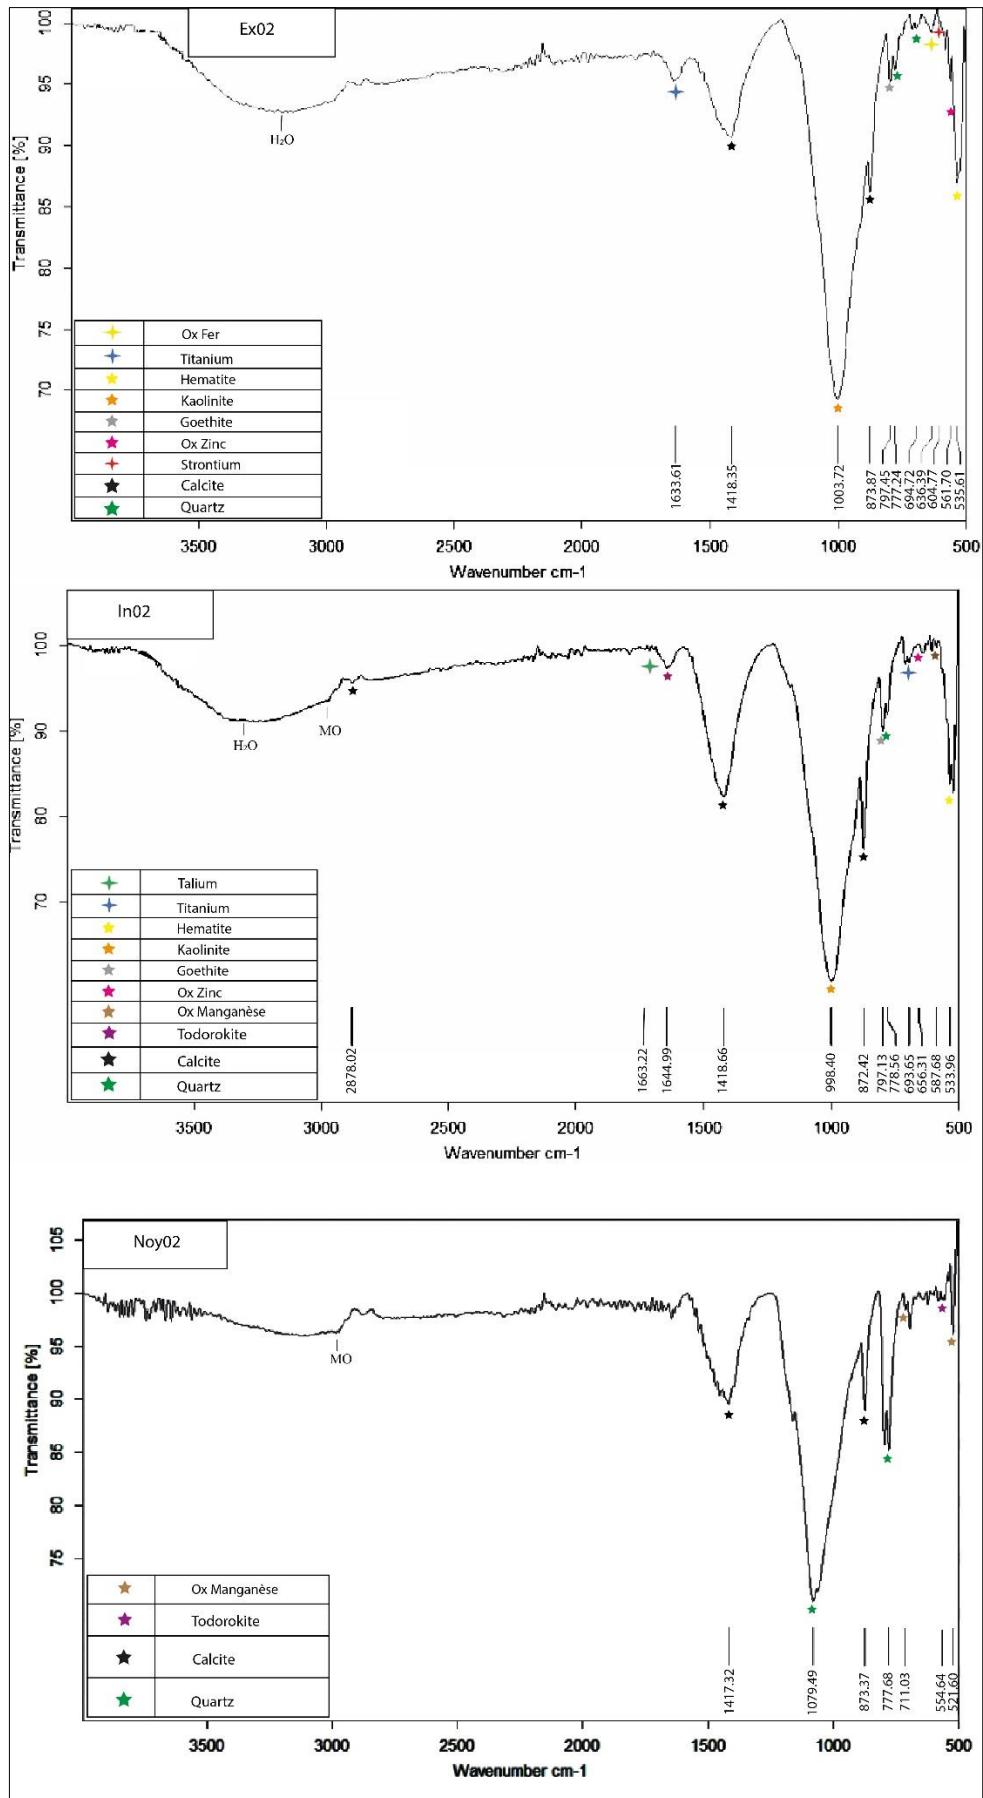 Ex02
Transmittance [%]
100
95
90
85
80
75
70
H₂O
Ox Fer
Titanium
Hematite
Kaolinite
Goethite
Ox Zinc
Strontium
Calcite
Quartz
1633.61
1418.35
1003.72
873.87
797.45
777.24
694.72
636.39
604.77
561.70
535.61
3500 3000 2500 2000 1500 1000 500
Wavenumber cm-1
In02
Transmittance [%]
100
90
80
70
H₂O
MO
Talium
Titanium
Hematite
Kaolinite
Goethite
Ox Zinc
Ox Manganèse
Todorokite
Calcite
Quartz
2878.02
1663.22
1644.99
1418.66
998.40
872.42
797.13
778.56
693.65
656.31
587.68
533.96
3500 3000 2500 2000 1500 1000 500
Wavenumber cm-1
Noy02
Transmittance [%]
105
100
95
90
85
80
75
MO
Ox Manganèse
Todorokite
Calcite
Quartz
1417.32
1079.49
873.37
777.68
711.03
554.64
521.60
3500 3000 2500 2000 1500 1000 500
Wavenumber cm-1